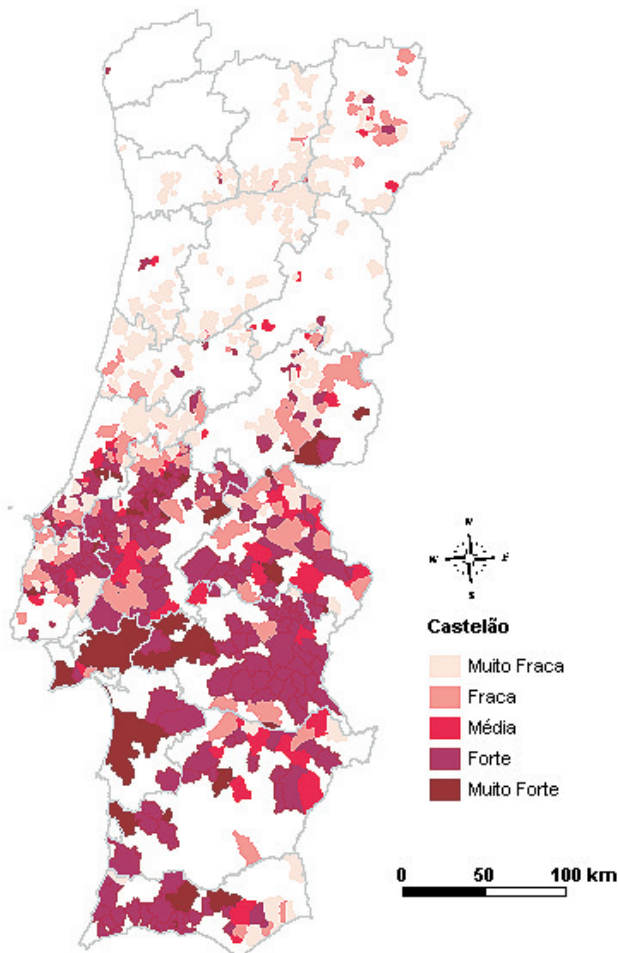 N
W E
S
Castelão
Muito Fraca
Fraca
Média
Forte
Muito Forte
0 50 100 km